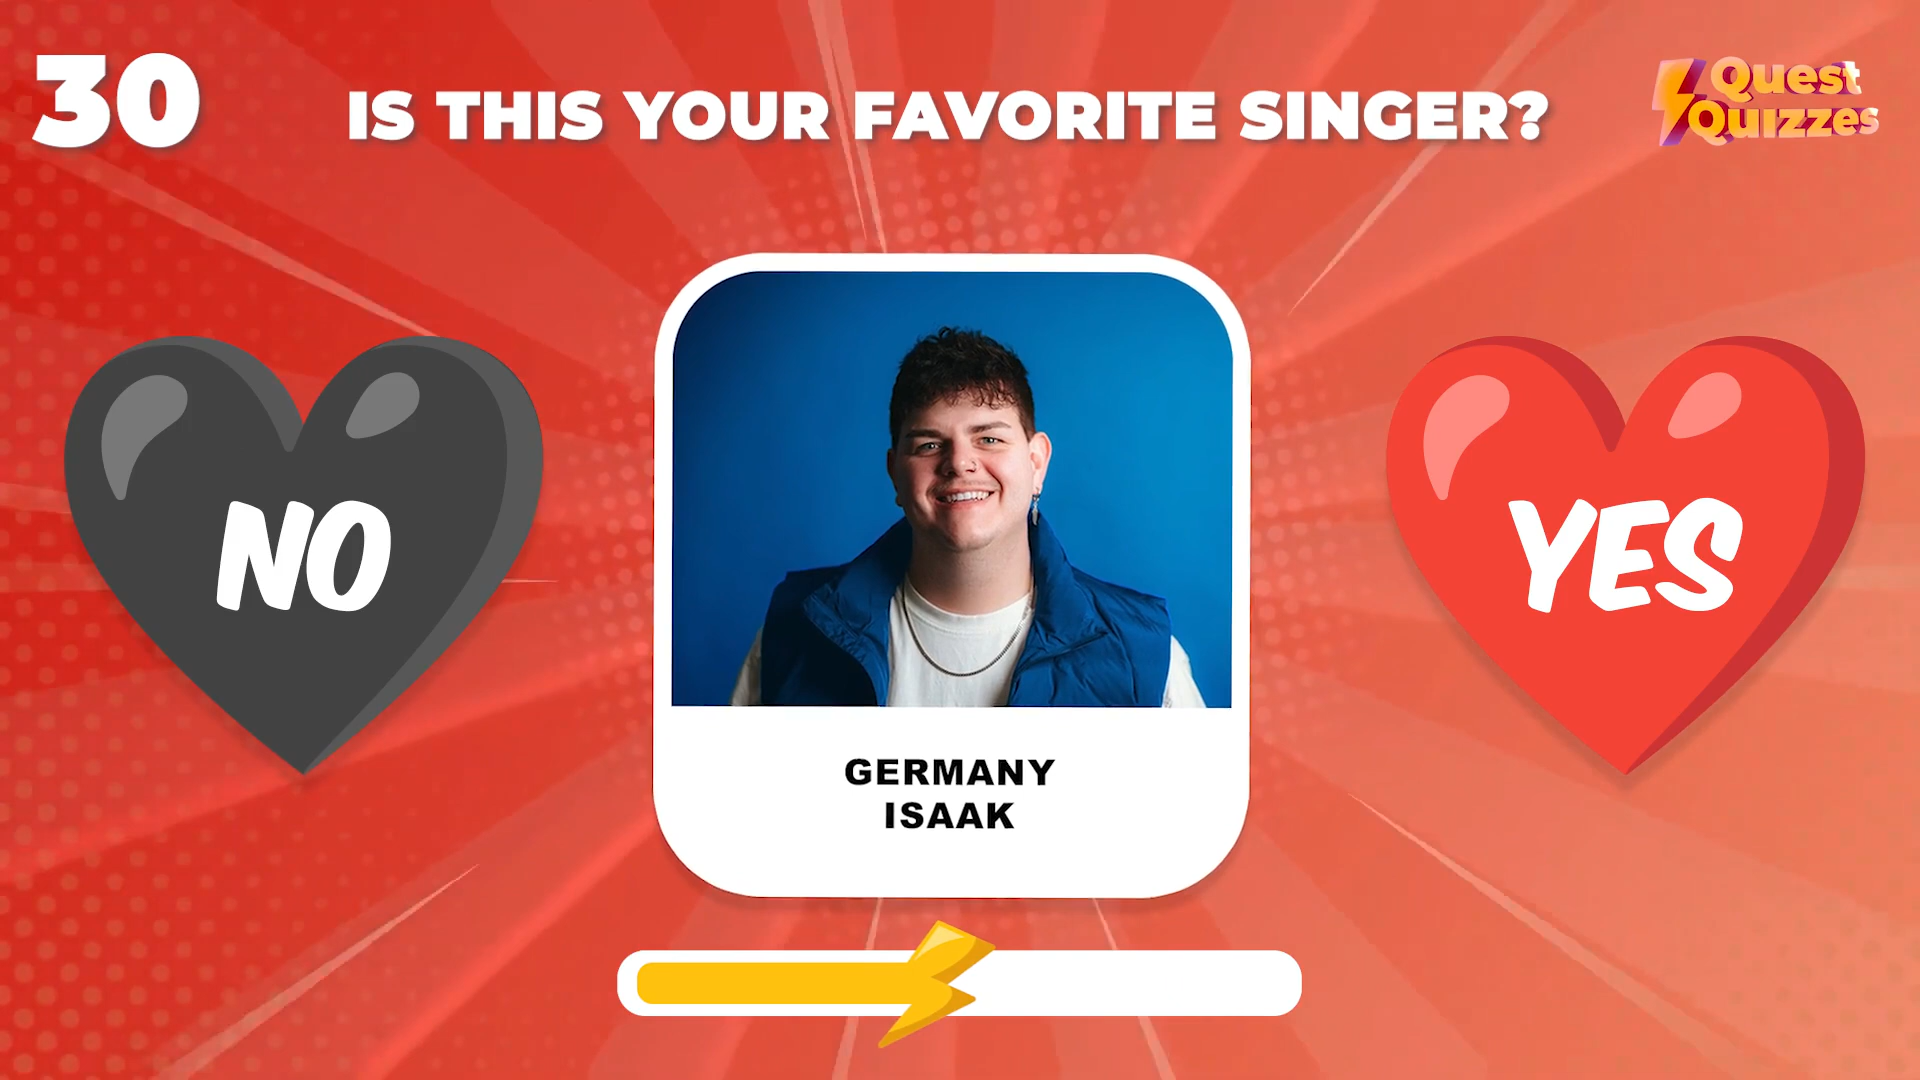 30
IS THIS YOUR FAVORITE SINGER?
Quest
Quizzes
NO
YES
GERMANY
ISAAK